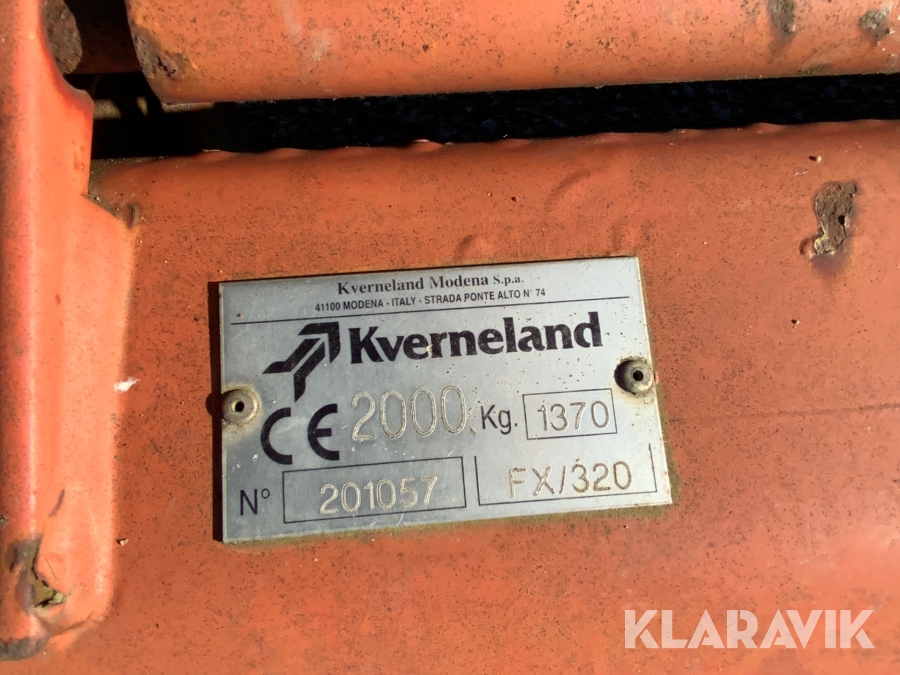 Kverneland Modena S.p.a.
41100 MODENA - ITALY - STRADA PONTE ALTO N° 74
Kverneland
CE 2000 Kg. 1370
N° 201057 FX/320
KLARAVIK